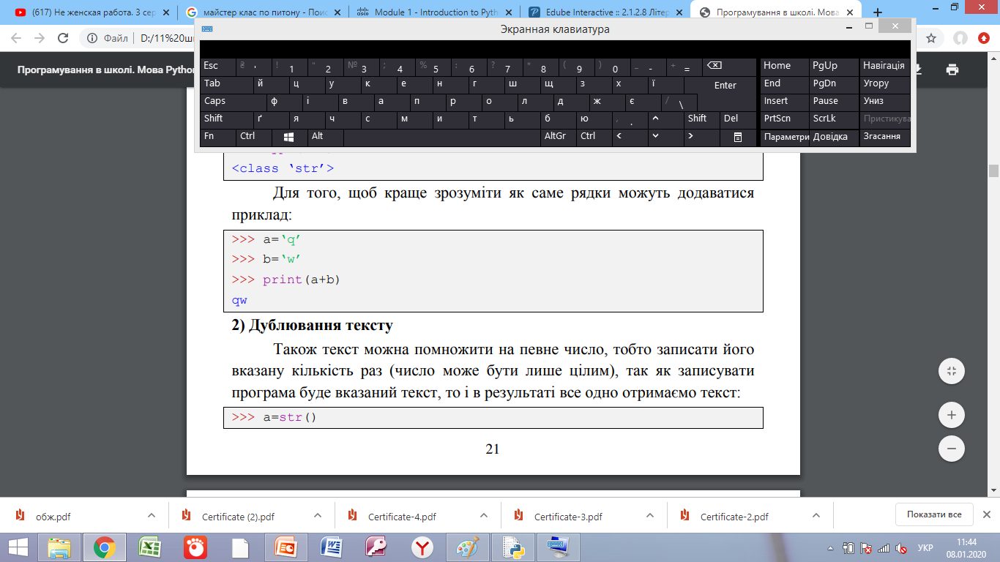 (617) Не женская работа. 3 сер
майстер клас по питону - Пои
Module 1 - Introduction to Pyth
Edube Interactive :: 2.1.2.8 Літер
Програмування в школі. Мова
Файл D:/11%20ш
Экранная клавиатура
Програмування в школі. Мова Python
Esc ₴ ' ! 1 " 2 № 3 ; 4 % 5 : 6 ? 7 * 8 ( 9 ) 0 _ - + = Home PgUp Навігація
Tab й ц у к е н г ш щ з х ї Enter End PgDn Угору
Caps ф і в а п р о л д ж є / \ Insert Pause Униз
Shift ґ я ч с м и т ь б ю , . ^ Shift Del PrtScn ScrLk Пристикува
Fn Ctrl Alt AltGr Ctrl < ˅ > Параметри Довідка Згасання
<class ‘str’>
Для того, щоб краще зрозуміти як саме рядки можуть додаватися
приклад:
>>> a=‘q’
>>> b=‘w’
>>> print(a+b)
qw
2) Дублювання тексту
Також текст можна помножити на певне число, тобто записати його
вказану кількість раз (число може бути лише цілим), так як записувати
програма буде вказаний текст, то і в результаті все одно отримаємо текст:
>>> a=str()
21
обж.pdf
Certificate (2).pdf
Certificate-4.pdf
Certificate-3.pdf
Certificate-2.pdf
Показати все
УКР
11:44
08.01.2020